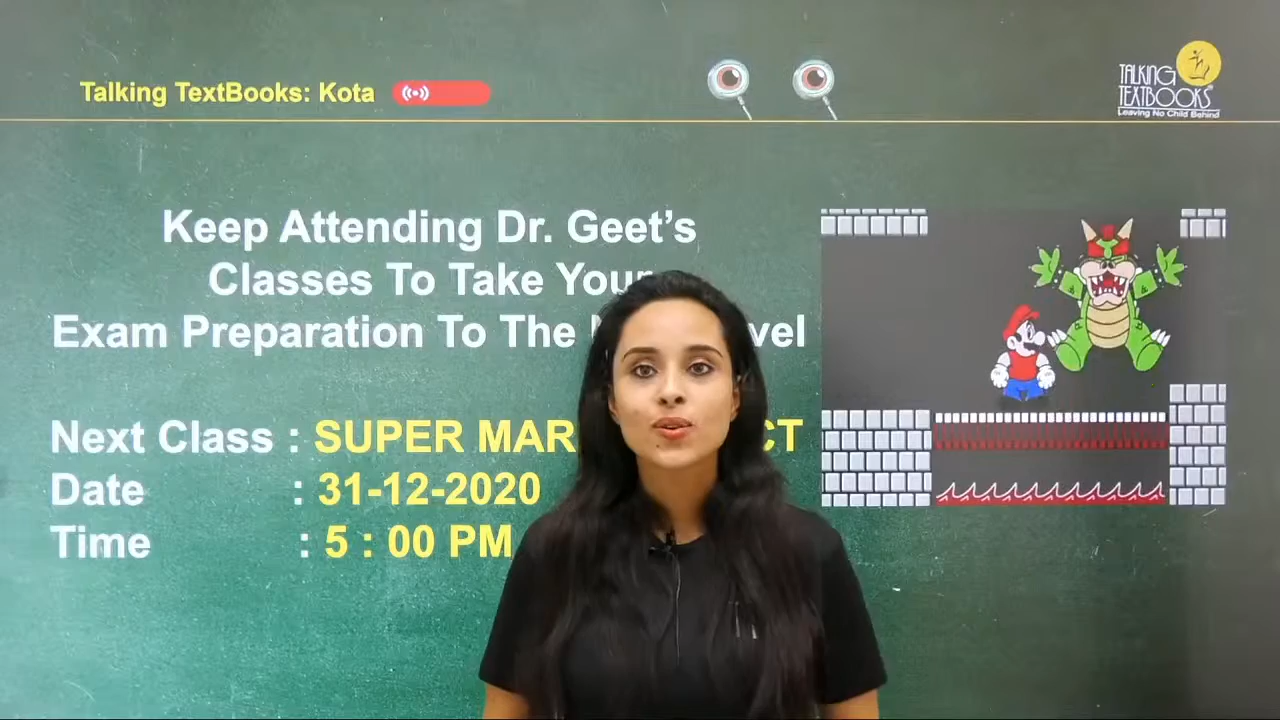 Talking TextBooks: Kota
TALKING
TEXTBOOKS
Leaving No Child Behind
Keep Attending Dr. Geet’s
Classes To Take Your
Exam Preparation To The
Next Class : SUPER
Date : 31-12-2020
Time : 5 : 00 PM